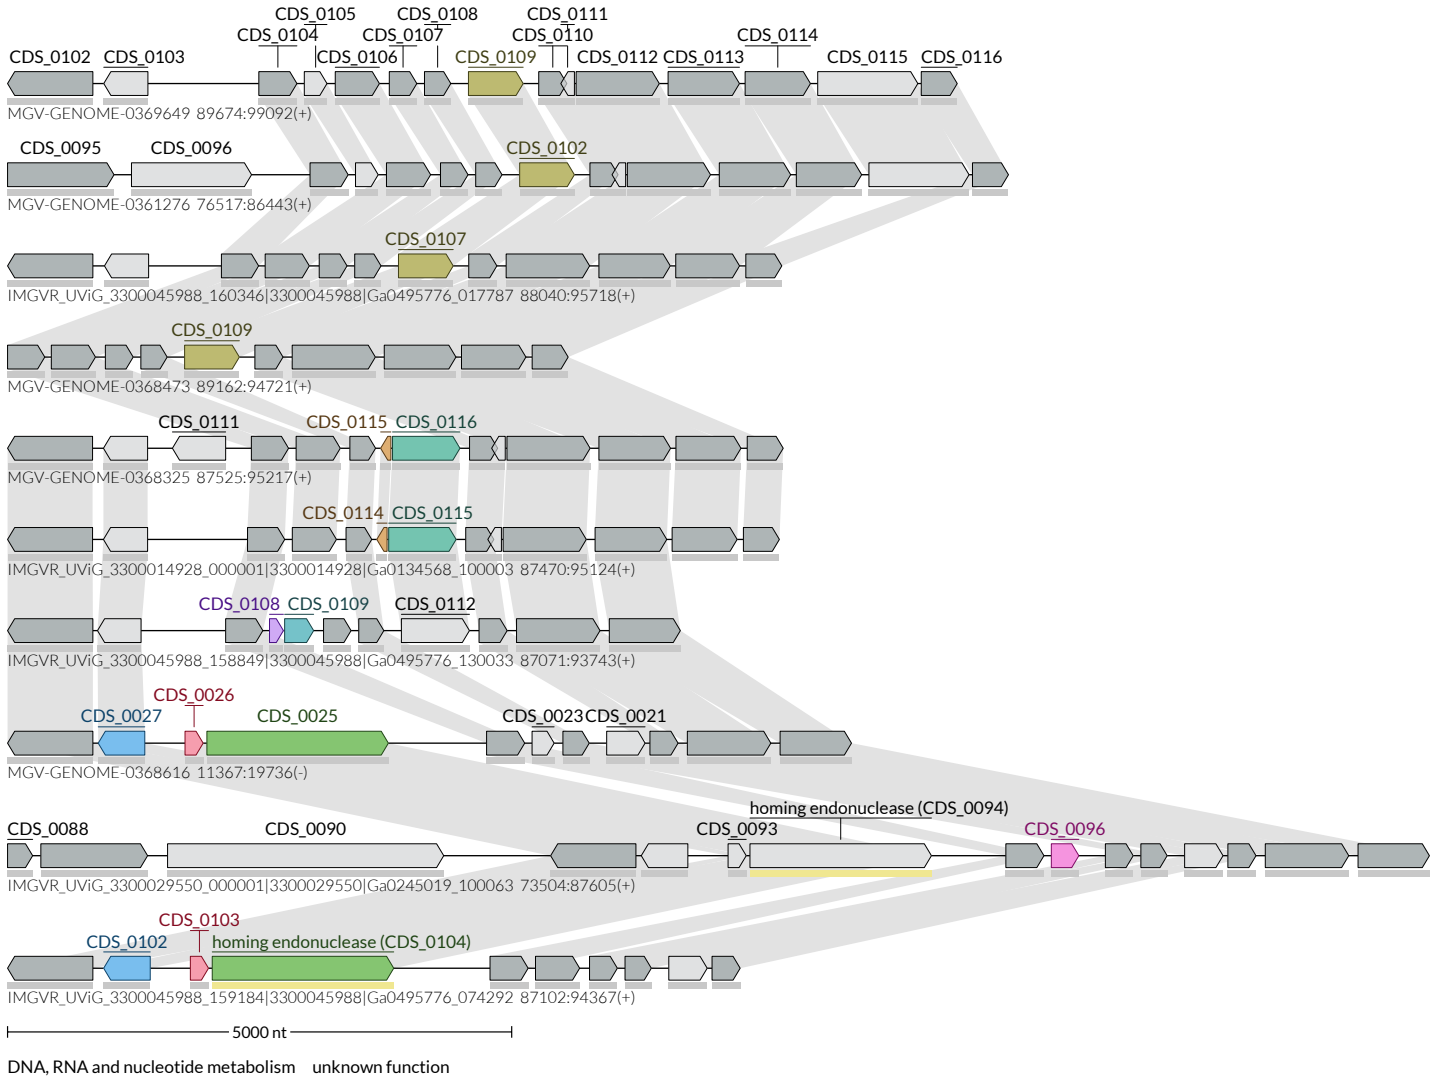 CDS_0105 CDS_0108 CDS_0111
CDS_0104 CDS_0107 CDS_0110 CDS_0114
CDS_0102 CDS_0103 CDS_0106 CDS_0109 CDS_0112 CDS_0113 CDS_0115 CDS_0116
MGV-GENOME-0369649 89674:99092(+)
CDS_0095 CDS_0096 CDS_0102
MGV-GENOME-0361276 76517:86443(+)
CDS_0107
IMGVR_UViG_3300045988_160346|3300045988|Ga0495776_017787 88040:95718(+)
CDS_0109
MGV-GENOME-0368473 89162:94721(+)
CDS_0111 CDS_0115 CDS_0116
MGV-GENOME-0368325 87525:95217(+)
CDS_0114 CDS_0115
IMGVR_UViG_3300014928_000001|3300014928|Ga0134568_100003 87470:95124(+)
CDS_0108 CDS_0109 CDS_0112
IMGVR_UViG_3300045988_158849|3300045988|Ga0495776_130033 87071:93743(+)
CDS_0026
CDS_0027 CDS_0025 CDS_0023 CDS_0021
MGV-GENOME-0368616 11367:19736(-)
homing endonuclease (CDS_0094)
CDS_0088 CDS_0090 CDS_0093 CDS_0096
IMGVR_UViG_3300029550_000001|3300029550|Ga0245019_100063 73504:87605(+)
CDS_0103
CDS_0102 homing endonuclease (CDS_0104)
IMGVR_UViG_3300045988_159184|3300045988|Ga0495776_074292 87102:94367(+)
5000 nt
DNA, RNA and nucleotide metabolism unknown function